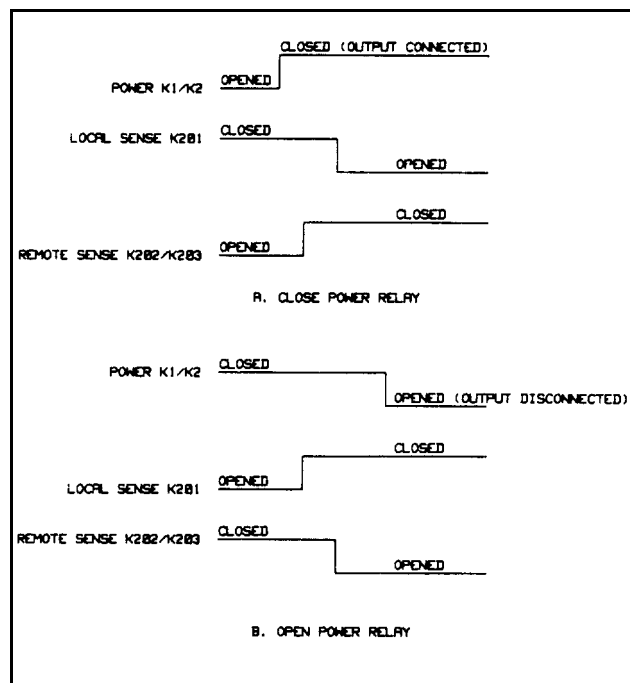 CLOSED (OUTPUT CONNECTED)
POWER K1/K2 OPENED
LOCAL SENSE K201 CLOSED
OPENED
CLOSED
REMOTE SENSE K202/K203 OPENED
A. CLOSE POWER RELAY
POWER K1/K2 CLOSED
OPENED (OUTPUT DISCONNECTED)
CLOSED
LOCAL SENSE K201 OPENED
REMOTE SENSE K202/K203 CLOSED
OPENED
B. OPEN POWER RELAY